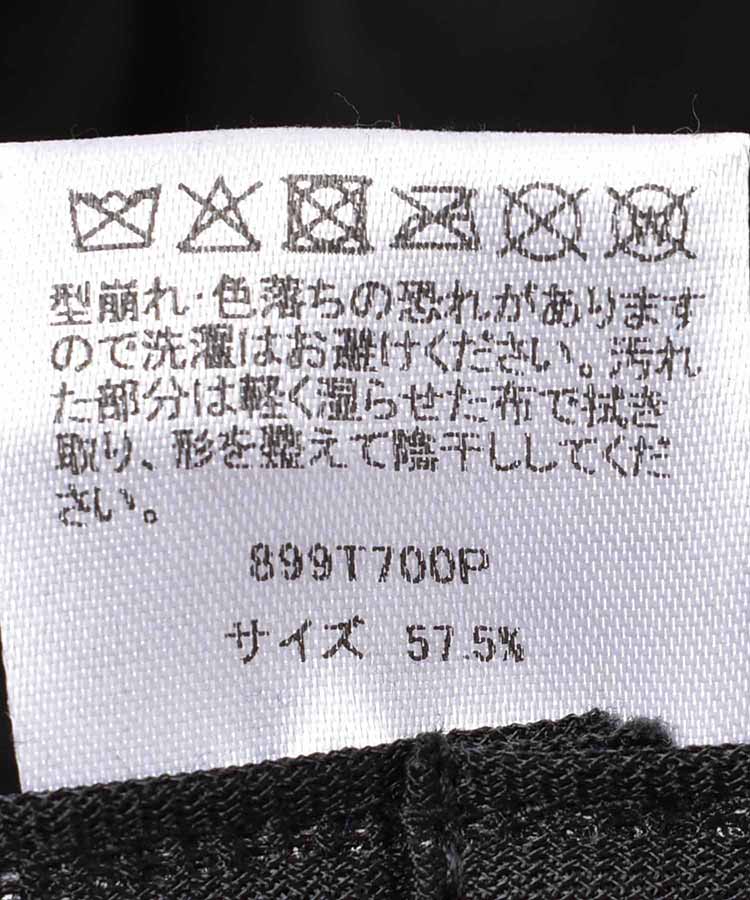 型崩れ・色落ちの恐れがあります
ので洗濯はお避けください。汚れ
た部分は軽く湿らせた布で拭き
取り、形を整えて陰干ししてくだ
さい。
899T700P
サイズ 57.5㎝